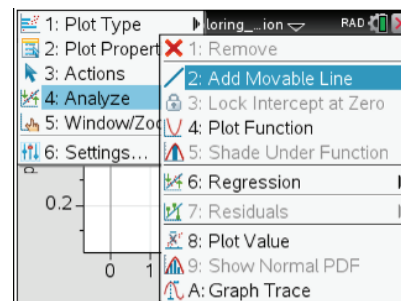 1: Plot Type
loring_…ion
RAD
2: Plot Propert
1: Remove
3: Actions
2: Add Movable Line
4: Analyze
3: Lock Intercept at Zero
5: Window/Zoo
4: Plot Function
6: Settings…
5: Shade Under Function
6: Regression
7: Residuals
8: Plot Value
9: Show Normal PDF
A: Graph Trace
0.2
0 1